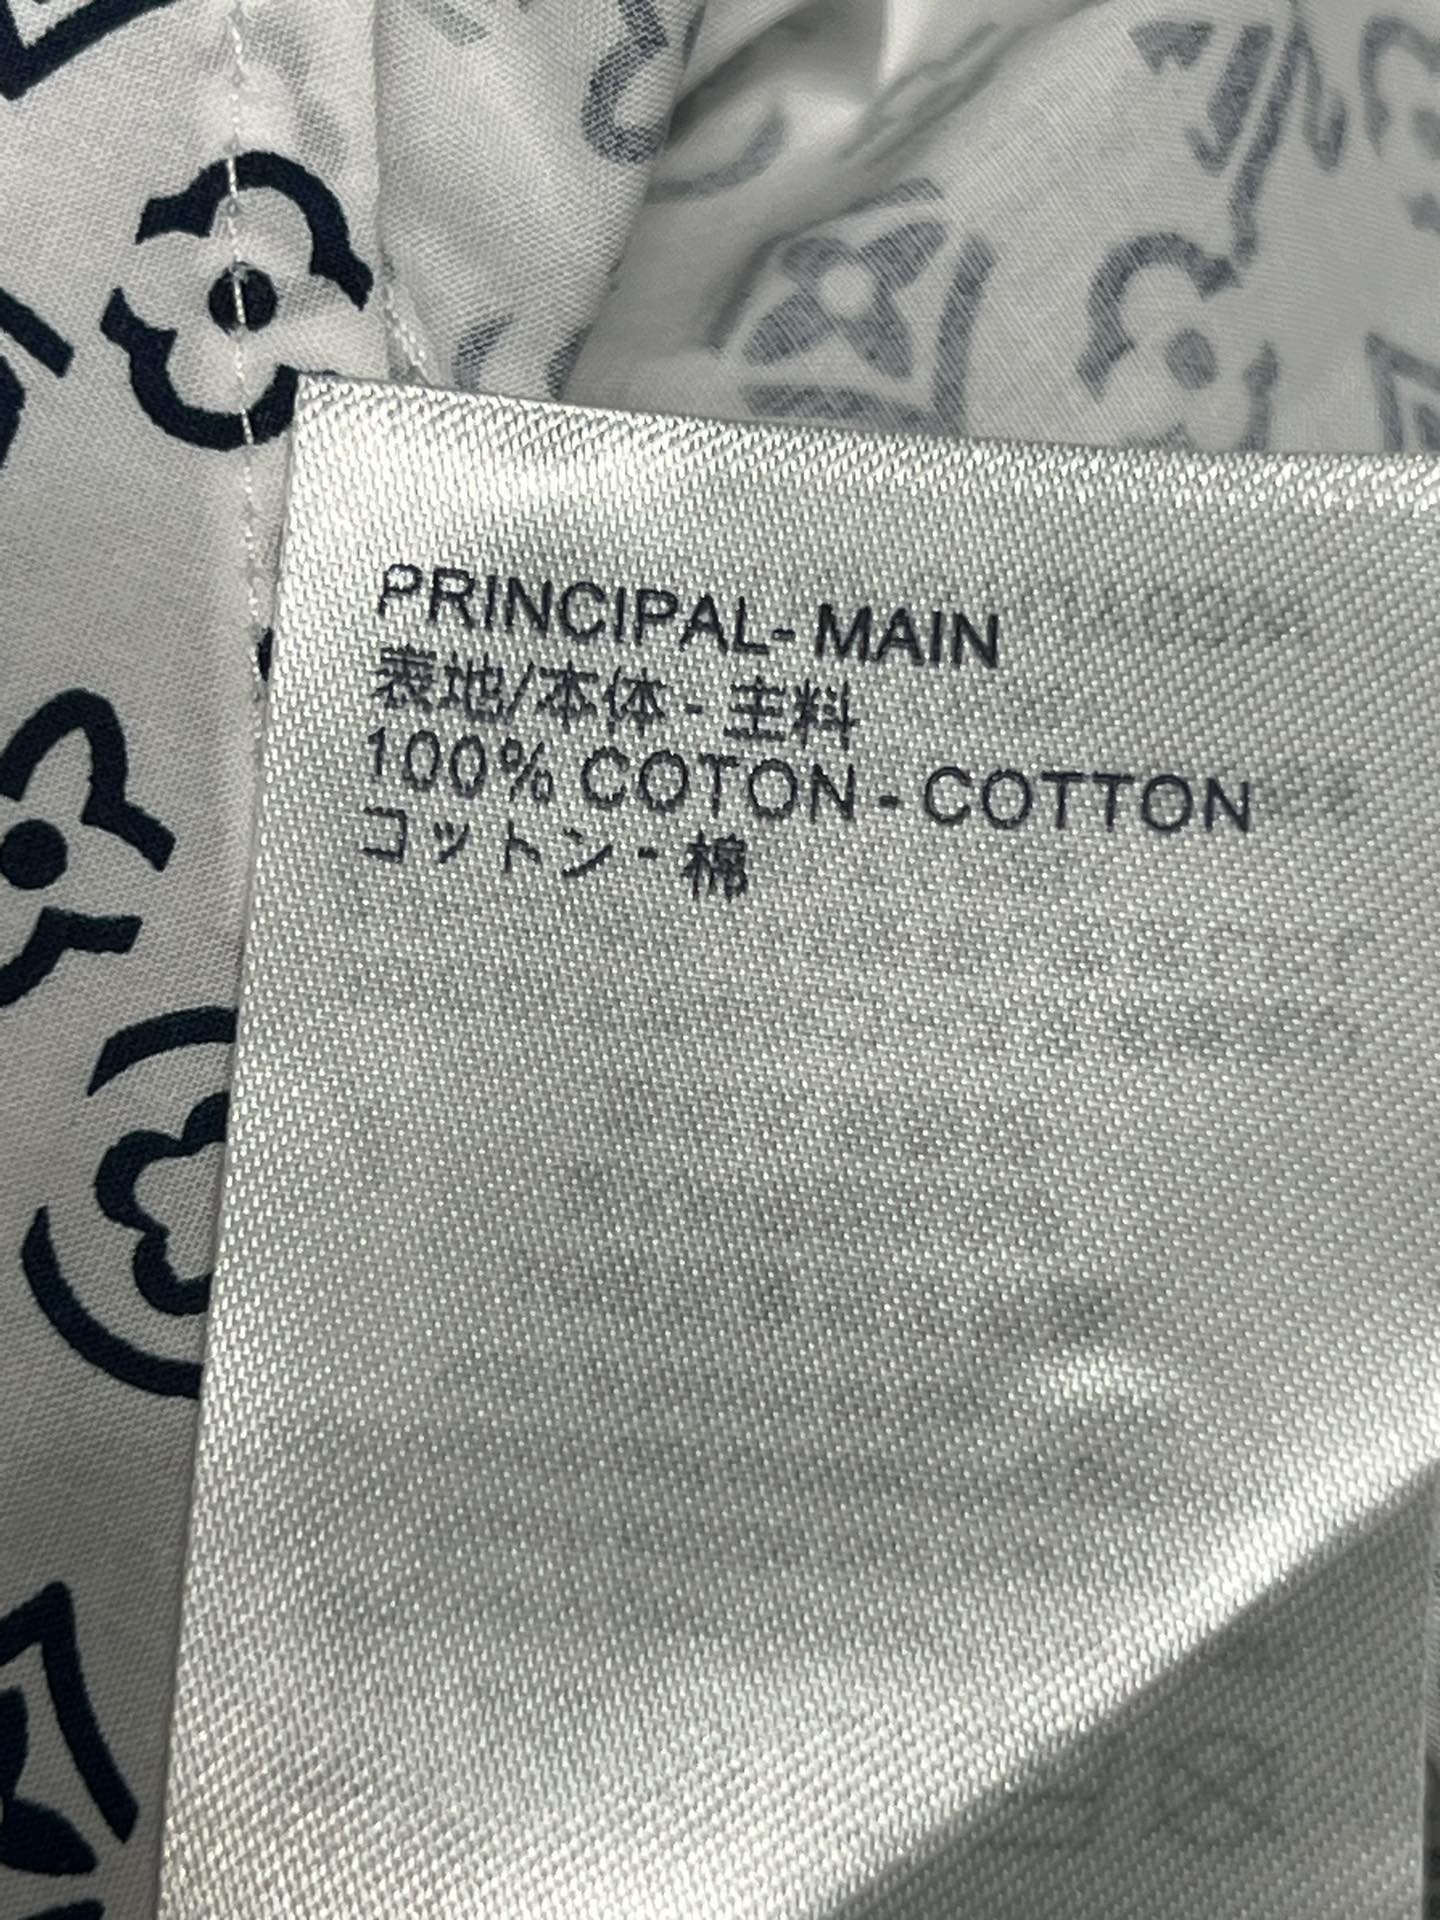 PRINCIPAL- MAIN
表地/本体 - 主料
100% COTON - COTTON
コットン - 棉